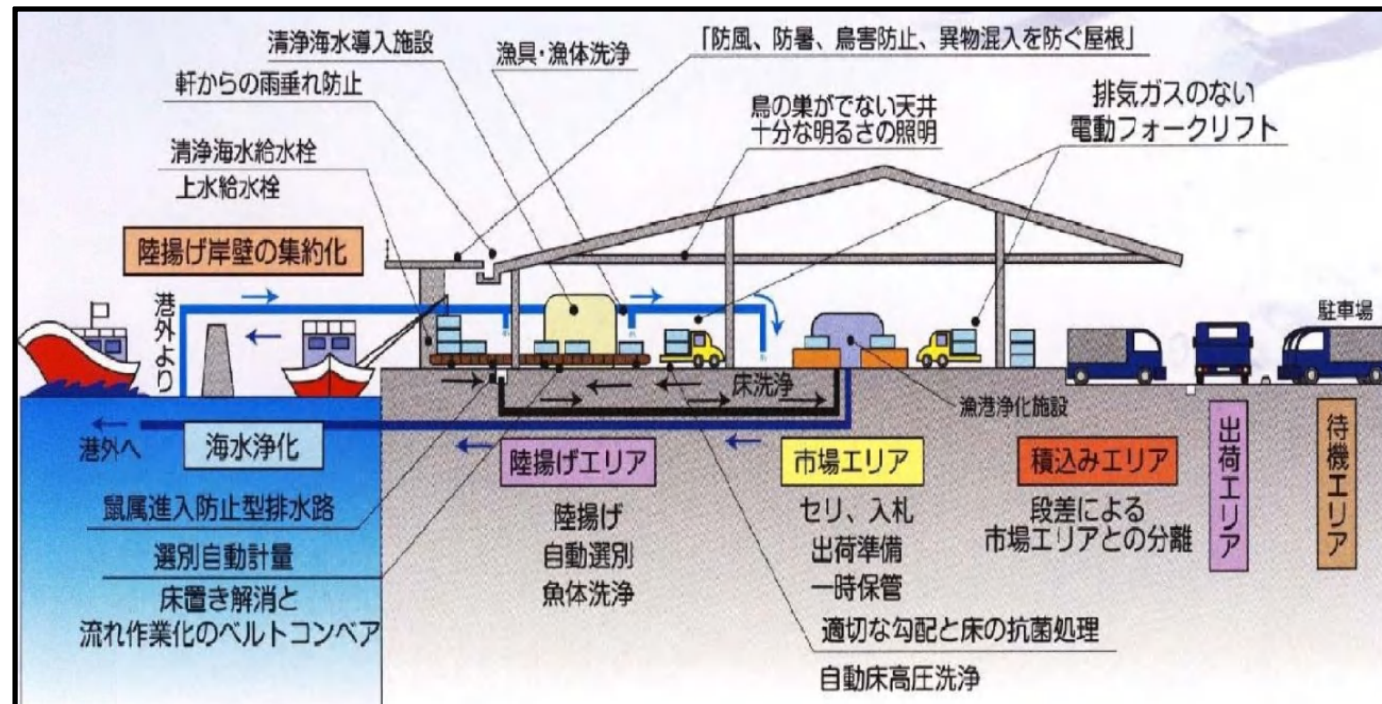 清浄海水導入施設
漁具・漁体洗浄
「防風、防暑、鳥害防止、異物混入を防ぐ屋根」
軒からの雨垂れ防止
鳥の巣ができない天井
十分な明るさの照明
排気ガスのない
電動フォークリフト
清浄海水給水栓
上水給水栓
陸揚げ岸壁の集約化
港外より
駐車場
床洗浄
漁港浄化施設
港外へ
海水浄化
陸揚げエリア
市場エリア
積込みエリア
出荷エリア
待機エリア
鼠属進入防止型排水路
選別自動計量
床置き解消と
流れ作業化のベルトコンベア
陸揚げ
自動選別
魚体洗浄
セリ、入札
出荷準備
一時保管
段差による
市場エリアとの分離
適切な勾配と床の抗菌処理
自動床高圧洗浄